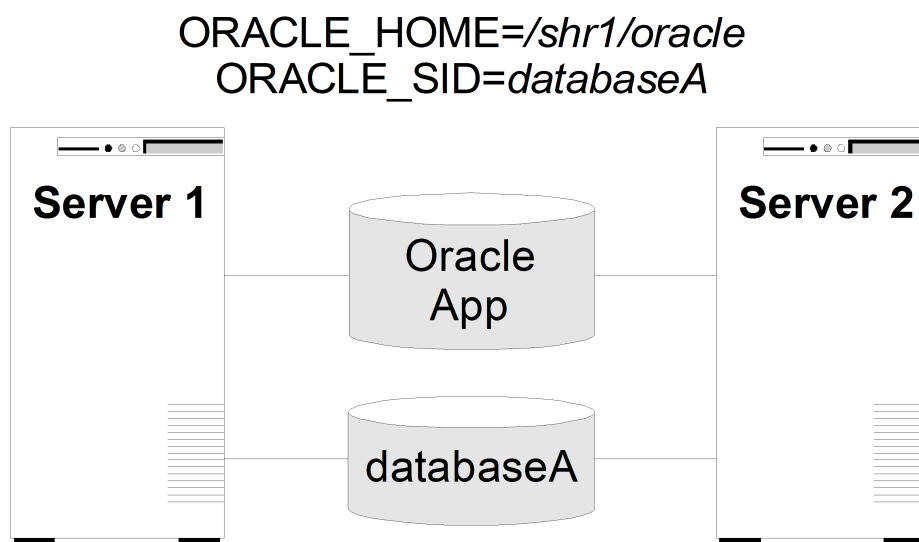 ORACLE_HOME=/shr1/oracle
ORACLE_SID=databaseA
Server 1
Server 2
Oracle
App
databaseA